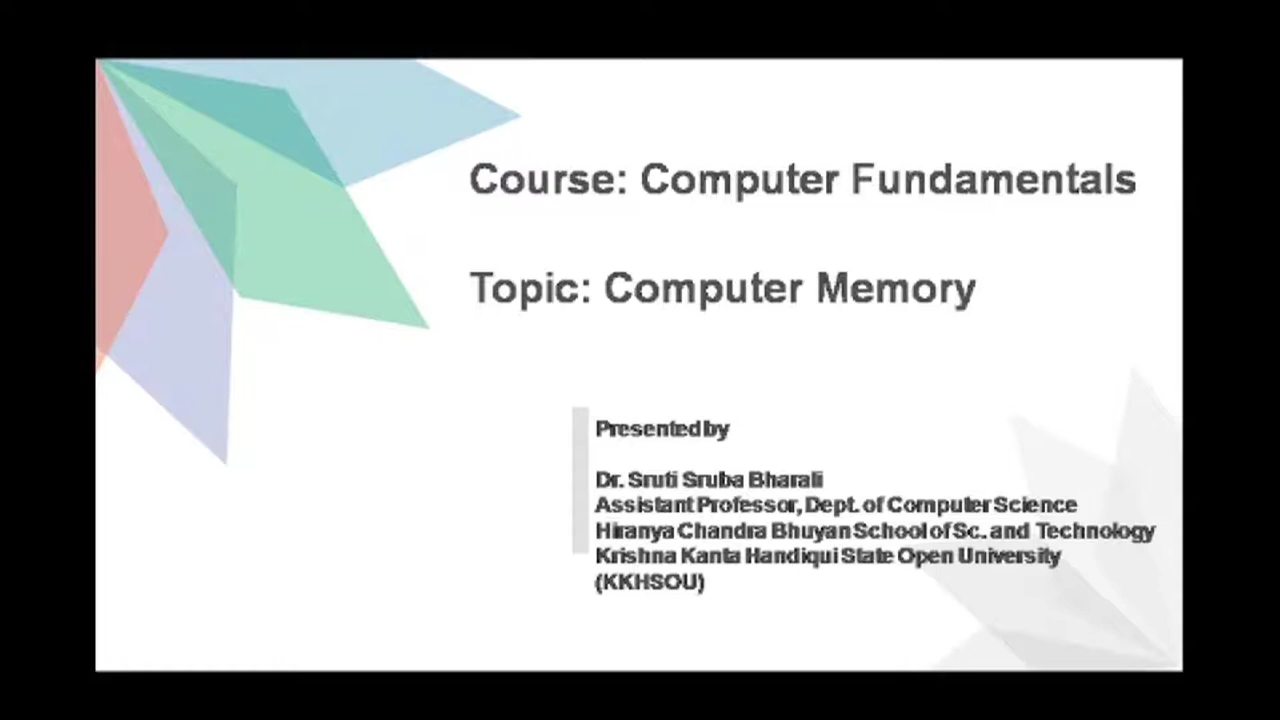 Course: Computer Fundamentals
Topic: Computer Memory
Presented by
Dr. Sruti Sruba Bharali
Assistant Professor, Dept. of Computer Science
Hiranya Chandra Bhuyan School of Sc. and Technology
Krishna Kanta Handiqui State Open University
(KKHSOU)